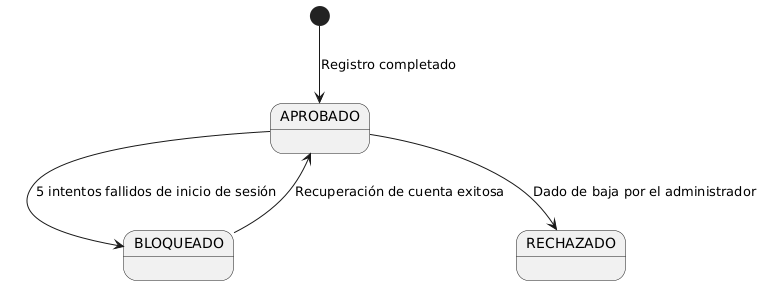 Registro completado
APROBADO
5 intentos fallidos de inicio de sesión
Recuperación de cuenta exitosa
Dado de baja por el administrador
BLOQUEADO
RECHAZADO